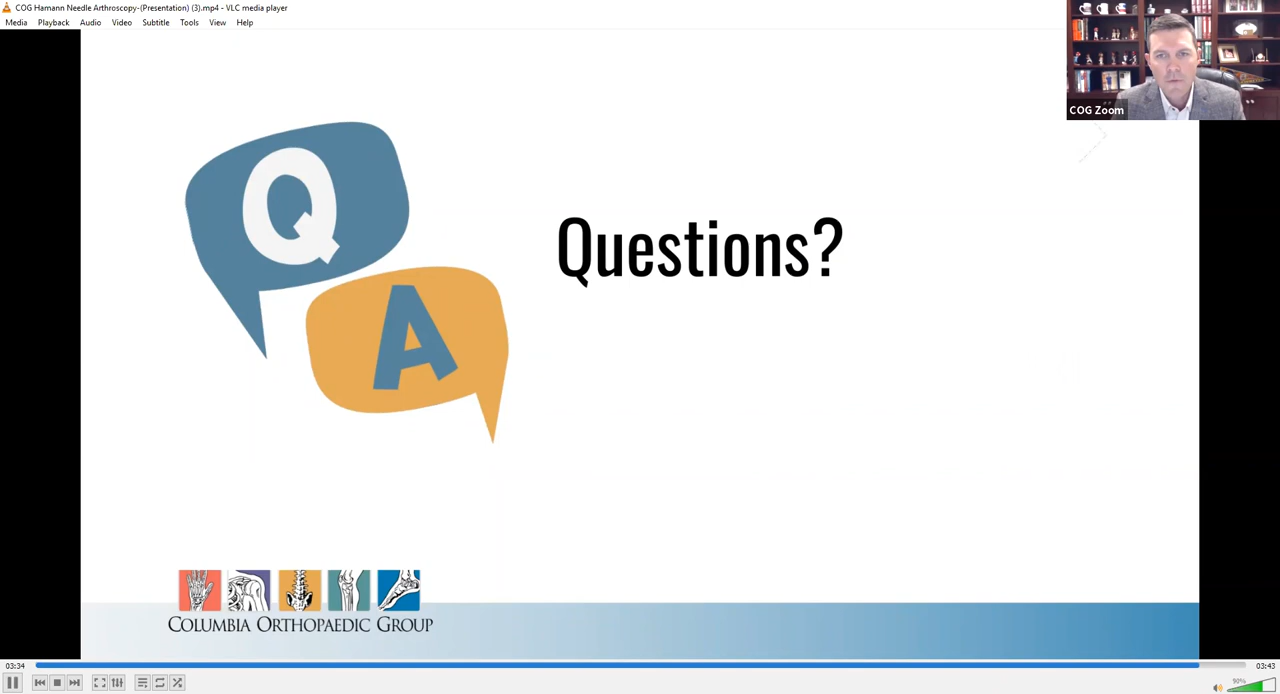 COG Hamann Needle Arthroscopy-(Presentation) (3).mp4 - VLC media player
Media Playback Audio Video Subtitle Tools View Help
COG Zoom
Q
A
Questions?
COLUMBIA ORTHOPAEDIC GROUP
03:34
03:43
90%